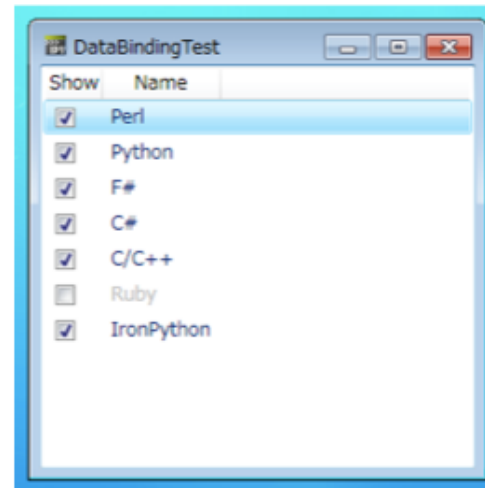 DataBindingTest
Show Name
Perl
Python
F#
C#
C/C++
Ruby
IronPython